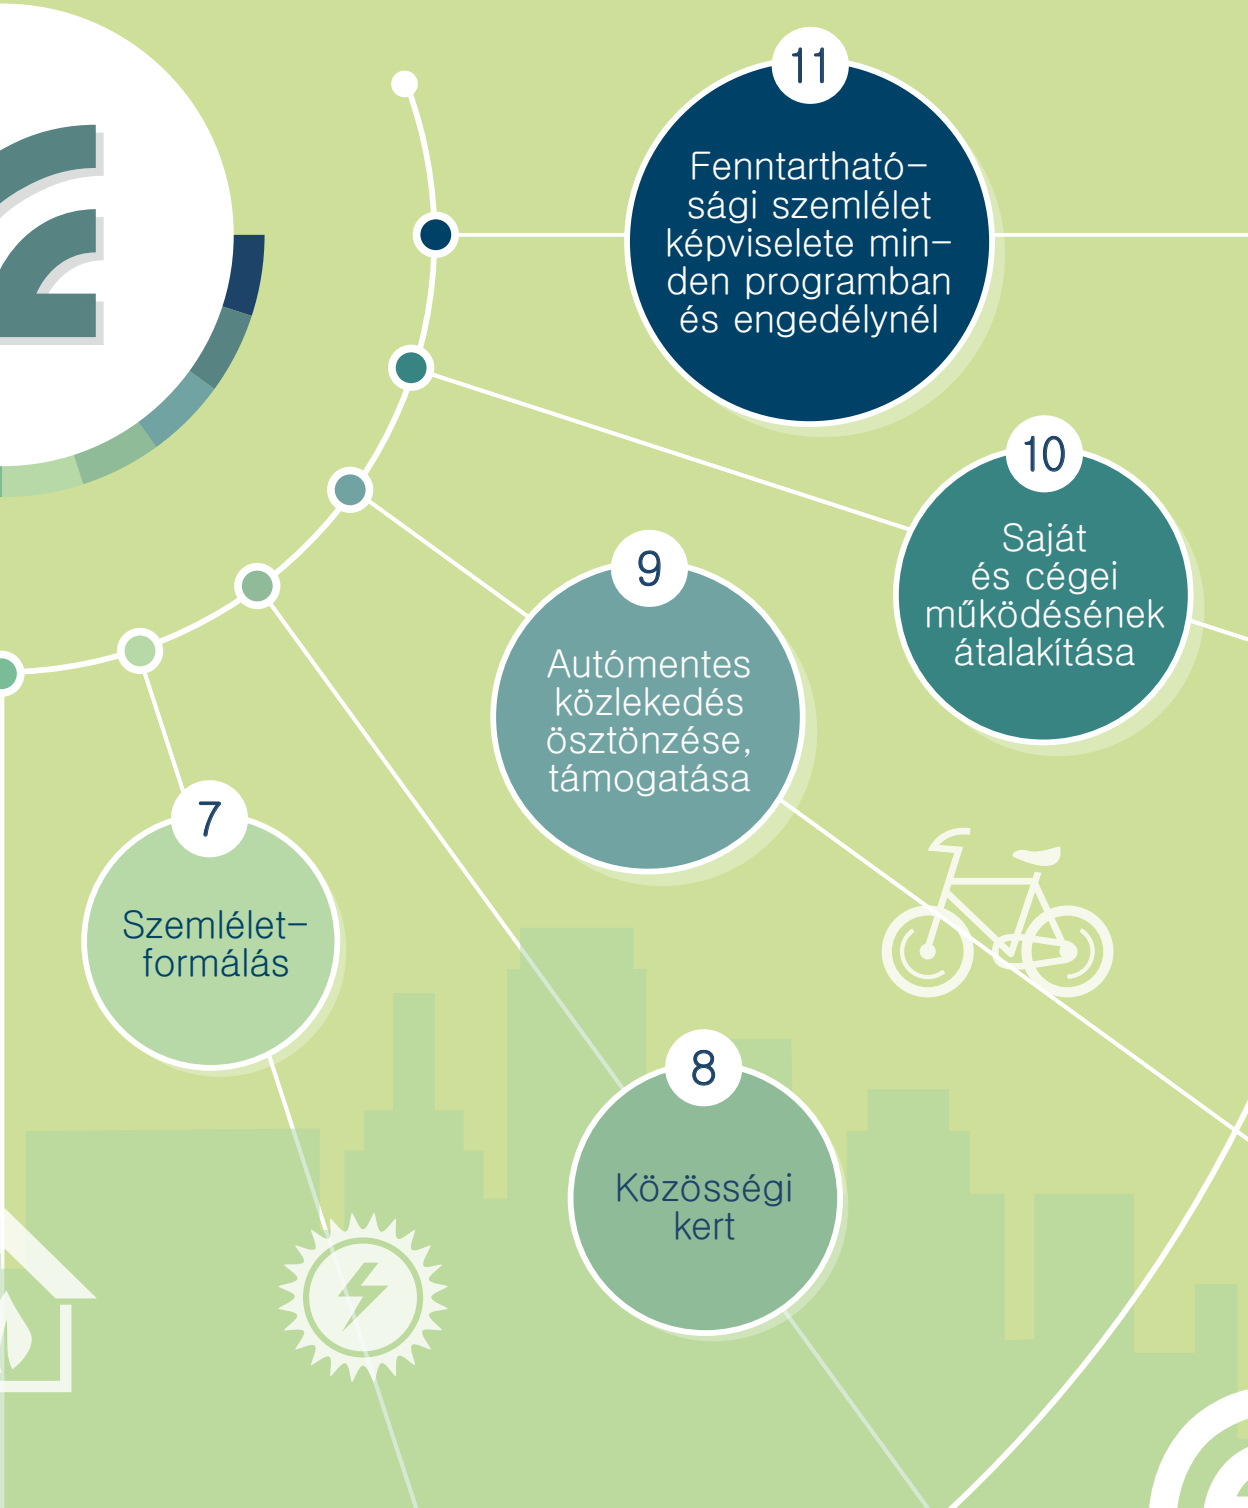 11
Fenntartható-
sági szemlélet
képviselete min-
den programban
és engedélynél
10
Saját
és cégei
működésének
átalakítása
9
Autómentes
közlekedés
ösztönzése,
támogatása
7
Szemlélet-
formálás
8
Közösségi
kert